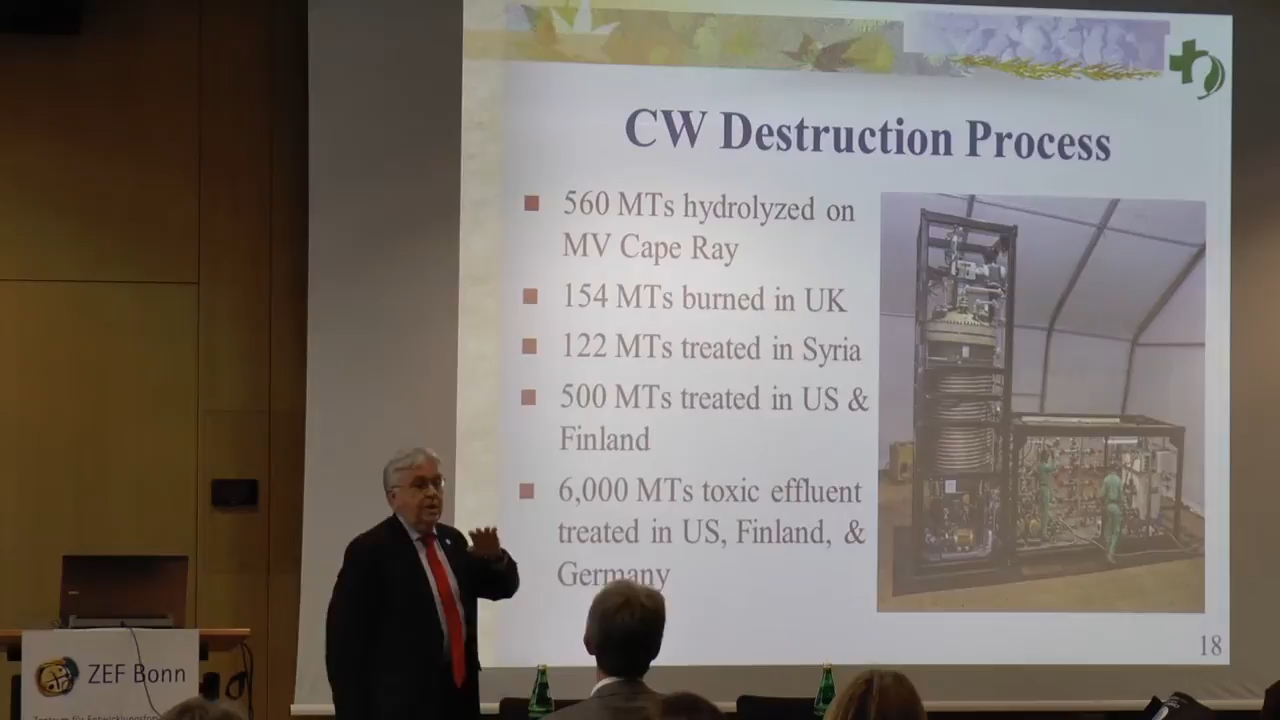 CW Destruction Process
560 MTs hydrolyzed on
MV Cape Ray
154 MTs burned in UK
122 MTs treated in Syria
500 MTs treated in US &
Finland
6,000 MTs toxic effluent
treated in US, Finland, &
Germany
18
ZEF Bonn
Zentrum für